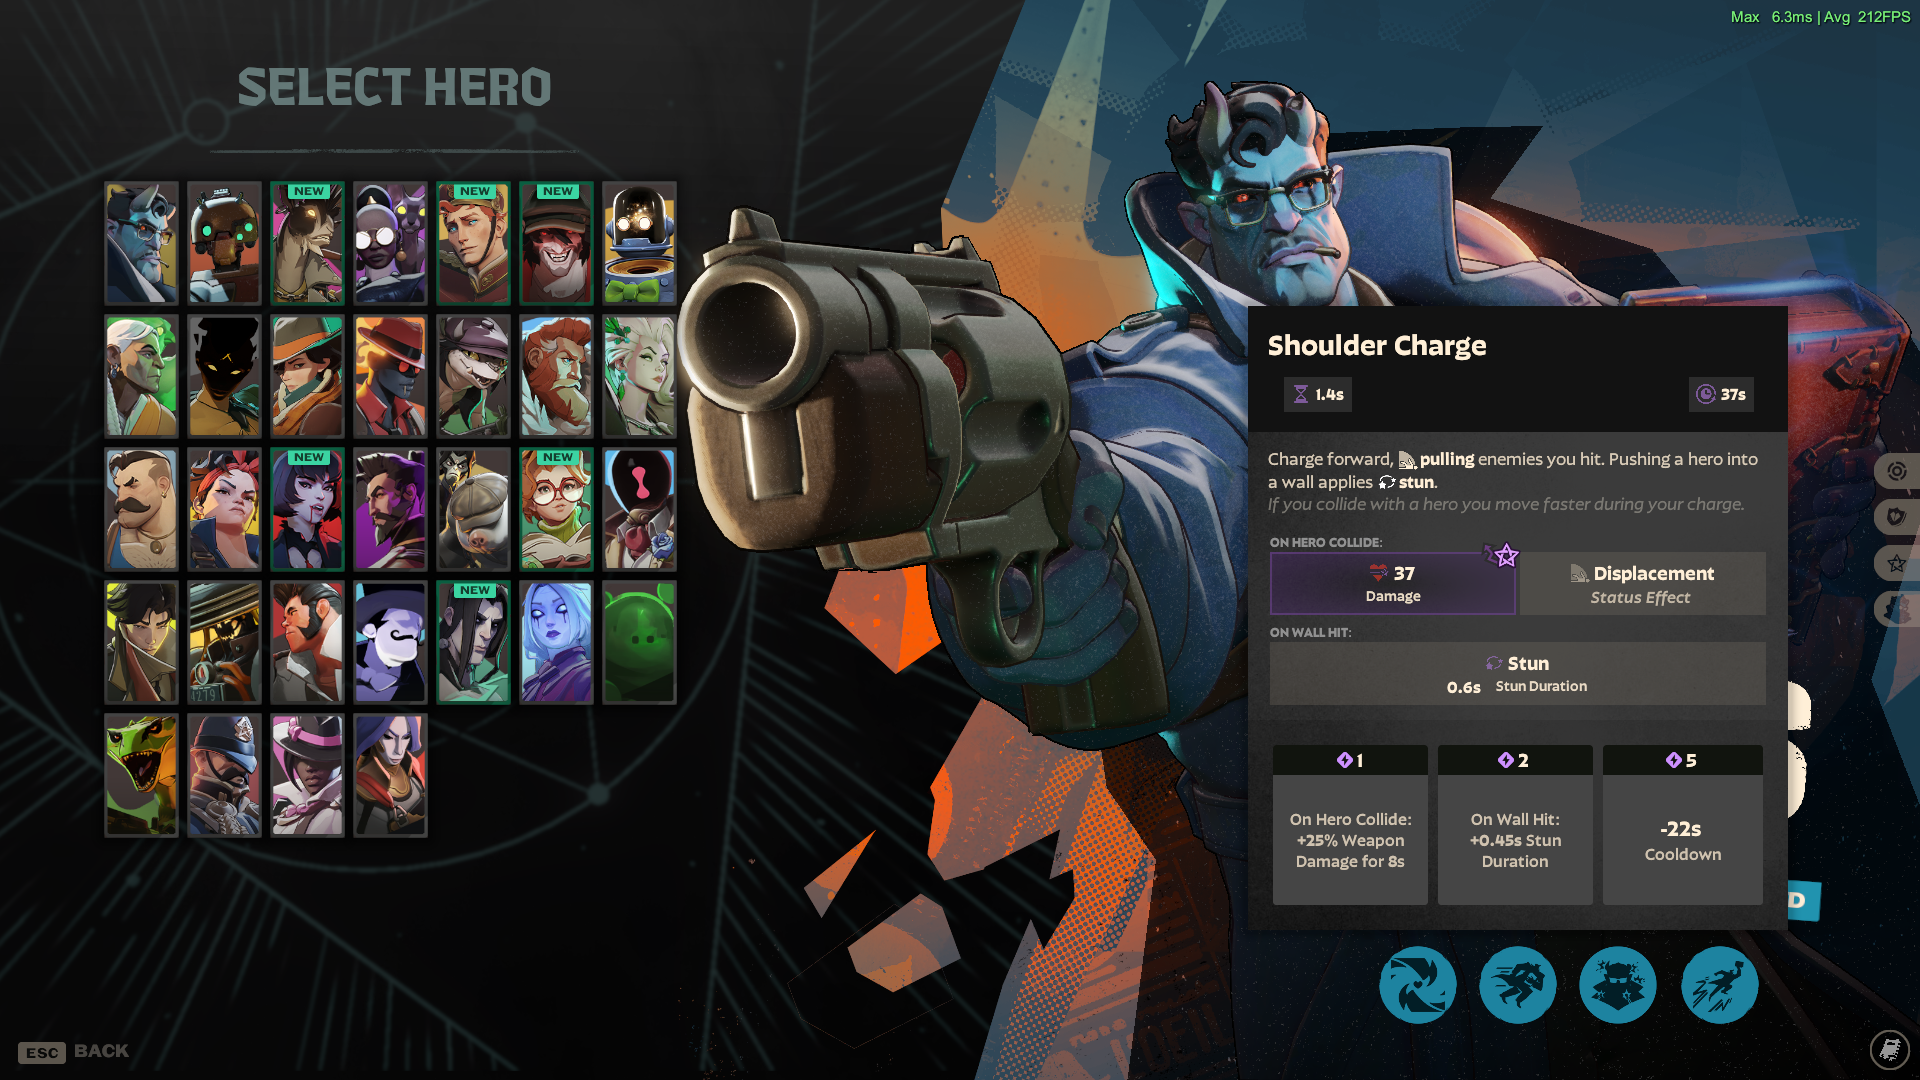 Max 6.3ms | Avg 212FPS
SELECT HERO
NEW
NEW
NEW
NEW
NEW
NEW
4279
Shoulder Charge
1.4s
37s
Charge forward, pulling enemies you hit. Pushing a hero into
a wall applies stun.
If you collide with a hero you move faster during your charge.
ON HERO COLLIDE:
37
Damage
Displacement
Status Effect
ON WALL HIT:
Stun
0.6s Stun Duration
1
On Hero Collide:
+25% Weapon
Damage for 8s
2
On Wall Hit:
+0.45s Stun
Duration
5
-22s
Cooldown
D
ESC BACK